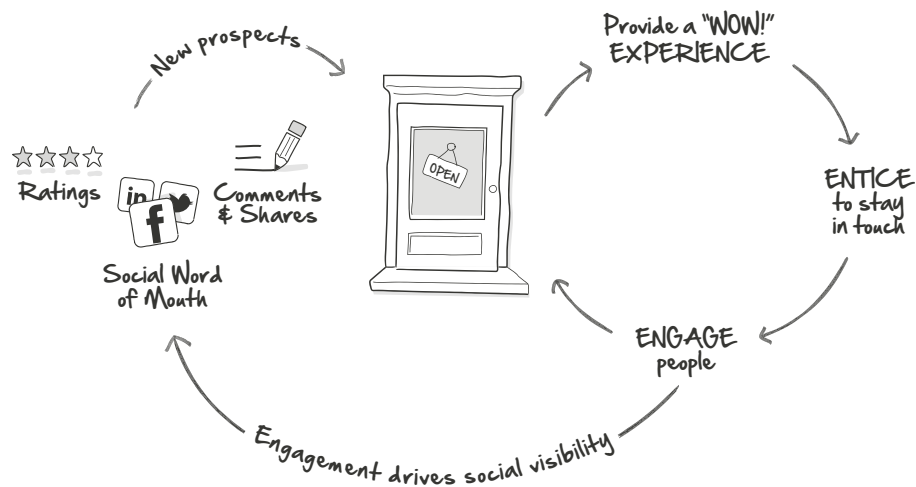 New prospects
Provide a "WOW!"
EXPERIENCE
Ratings
in
f
Comments
& Shares
OPEN
ENTICE
to stay
in touch
Social Word
of Mouth
ENGAGE
people
Engagement drives social visibility